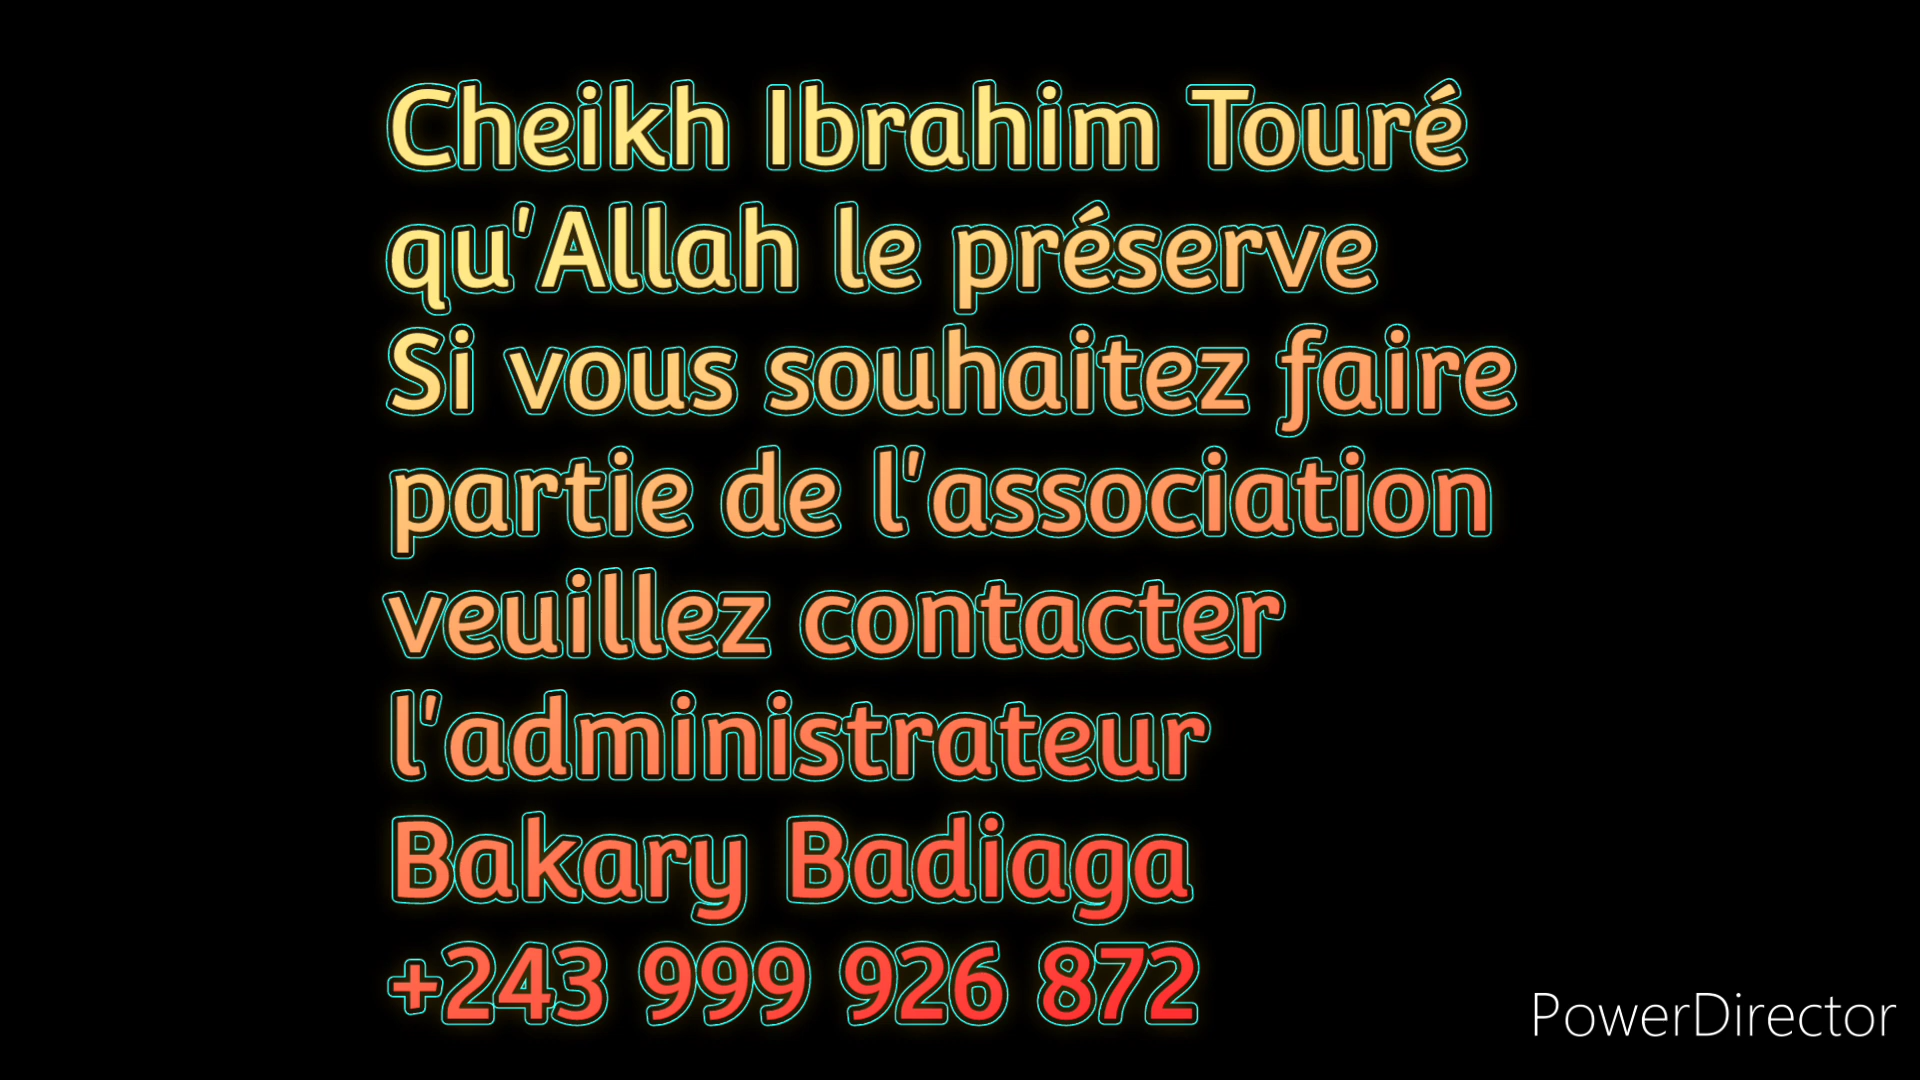 Cheikh Ibrahim Touré
qu'Allah le préserve
Si vous souhaitez faire
partie de l'association
veuillez contacter
l'administrateur
Bakary Badiaga
+243 999 926 872
PowerDirector